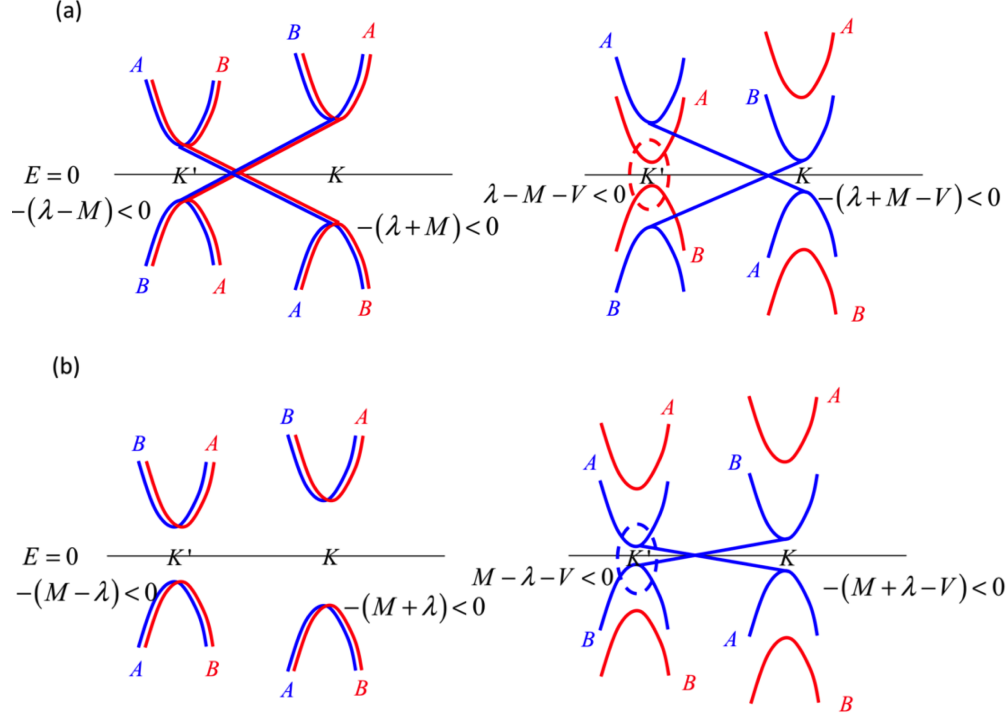 (a)
B A A
A B A B A
E=0 K' K K' K
−(λ−M)<0 λ−M−V<0 −(λ+M−V)<0
−(λ+M)<0
B A A B B A B
B
(b)
B A A A
B A A B
E=0 K' K K' K
−(M−λ)<0 −(M+λ)<0 M−λ−V<0 −(M+λ−V)<0
A B B A
A B B B